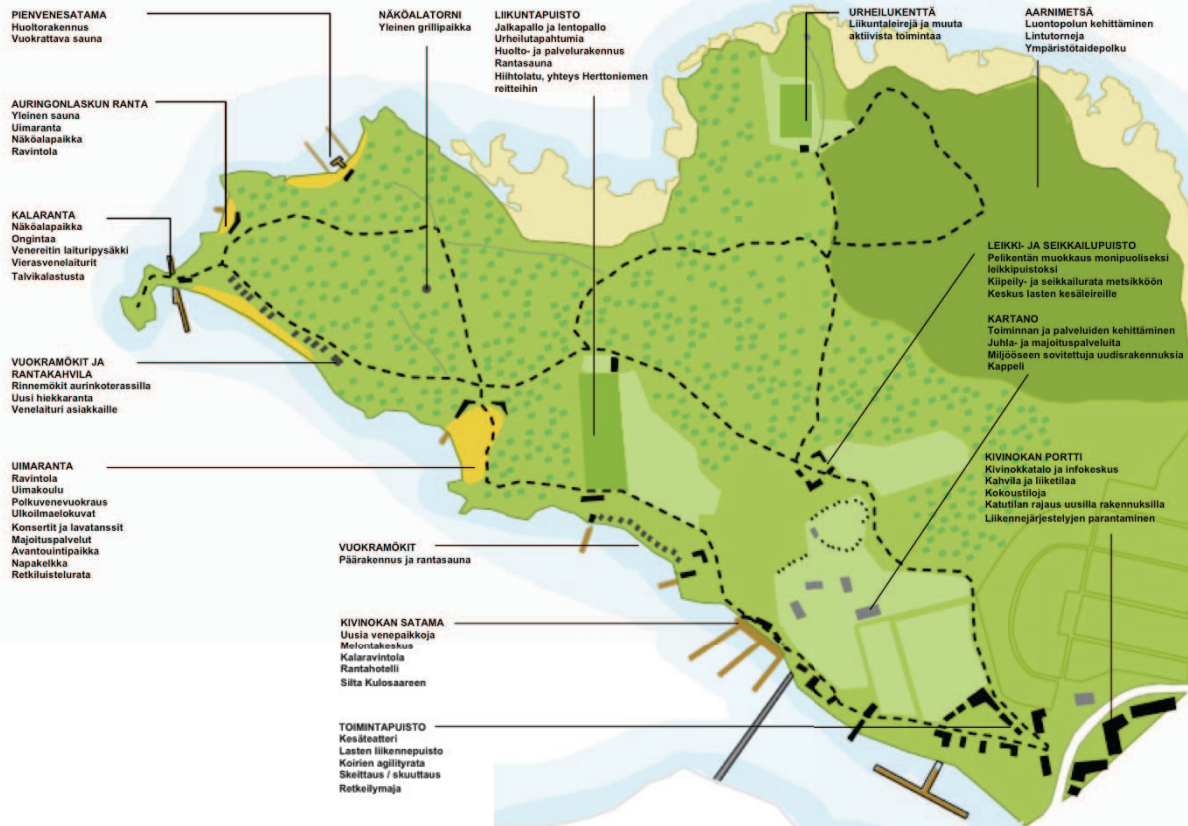 PIENVENESATAMA
Huoltorakennus
Vuokrattava sauna
NÄKÖALATORNI
Yleinen grillipaikka
LIIKUNTAPUISTO
Jalkapallo ja lentopallo
Urheilutapahtumia
Huolto- ja palvelurakennus
Rantasauna
Hiihtolatu, yhteys Herttoniemen
reitteihin
URHEILUKENTTÄ
Liikuntaleirejä ja muuta
aktiivista toimintaa
AARNIMETSÄ
Luontopolun kehittäminen
Lintutorneja
Ympäristötaidepolku
AURINGONLASKUN RANTA
Yleinen sauna
Uimaranta
Näköalapaikka
Ravintola
KALARANTA
Näköalapaikka
Ongintaa
Venereitin laituripysäkki
Vierasvenelaiturit
Talvikalastusta
LEIKKI- JA SEIKKAILUPUISTO
Pelikentän muokkaus monipuoliseksi
leikkipuistoksi
Kiipeily- ja seikkailurata metsikköön
Keskus lasten kesäleireille
KARTANO
Toiminnan ja palveluiden kehittäminen
Juhla- ja majoituspalveluita
Miljööseen sovitettuja uudisrakennuksia
Kappeli
VUOKRAMÖKIT JA
RANTAKAHVILA
Rinnemökit aurinkoterassilla
Uusi hiekkaranta
Venelaituri asiakkaille
UIMARANTA
Ravintola
Uimakoulu
Polkuvenevuokraus
Ulkoilmaelokuvat
Konsertit ja lavatanssit
Majoituspalvelut
Avantouintipaikka
Napakelkka
Retkiluistelurata
KIVINOKAN PORTTI
Kivinokkatalo ja infokeskus
Kahvila ja liiketilaa
Kokoustiloja
Katutilan rajaus uusilla rakennuksilla
Liikennejärjestelyjen parantaminen
VUOKRAMÖKIT
Päärakennus ja rantasauna
KIVINOKAN SATAMA
Uusia venepaikkoja
Melontakeskus
Kalaravintola
Rantahotelli
Silta Kulosaareen
TOIMINTAPUISTO
Kesäteatteri
Lasten liikennepuisto
Koirien agilityrata
Skeittaus / skuuttaus
Retkeilymaja